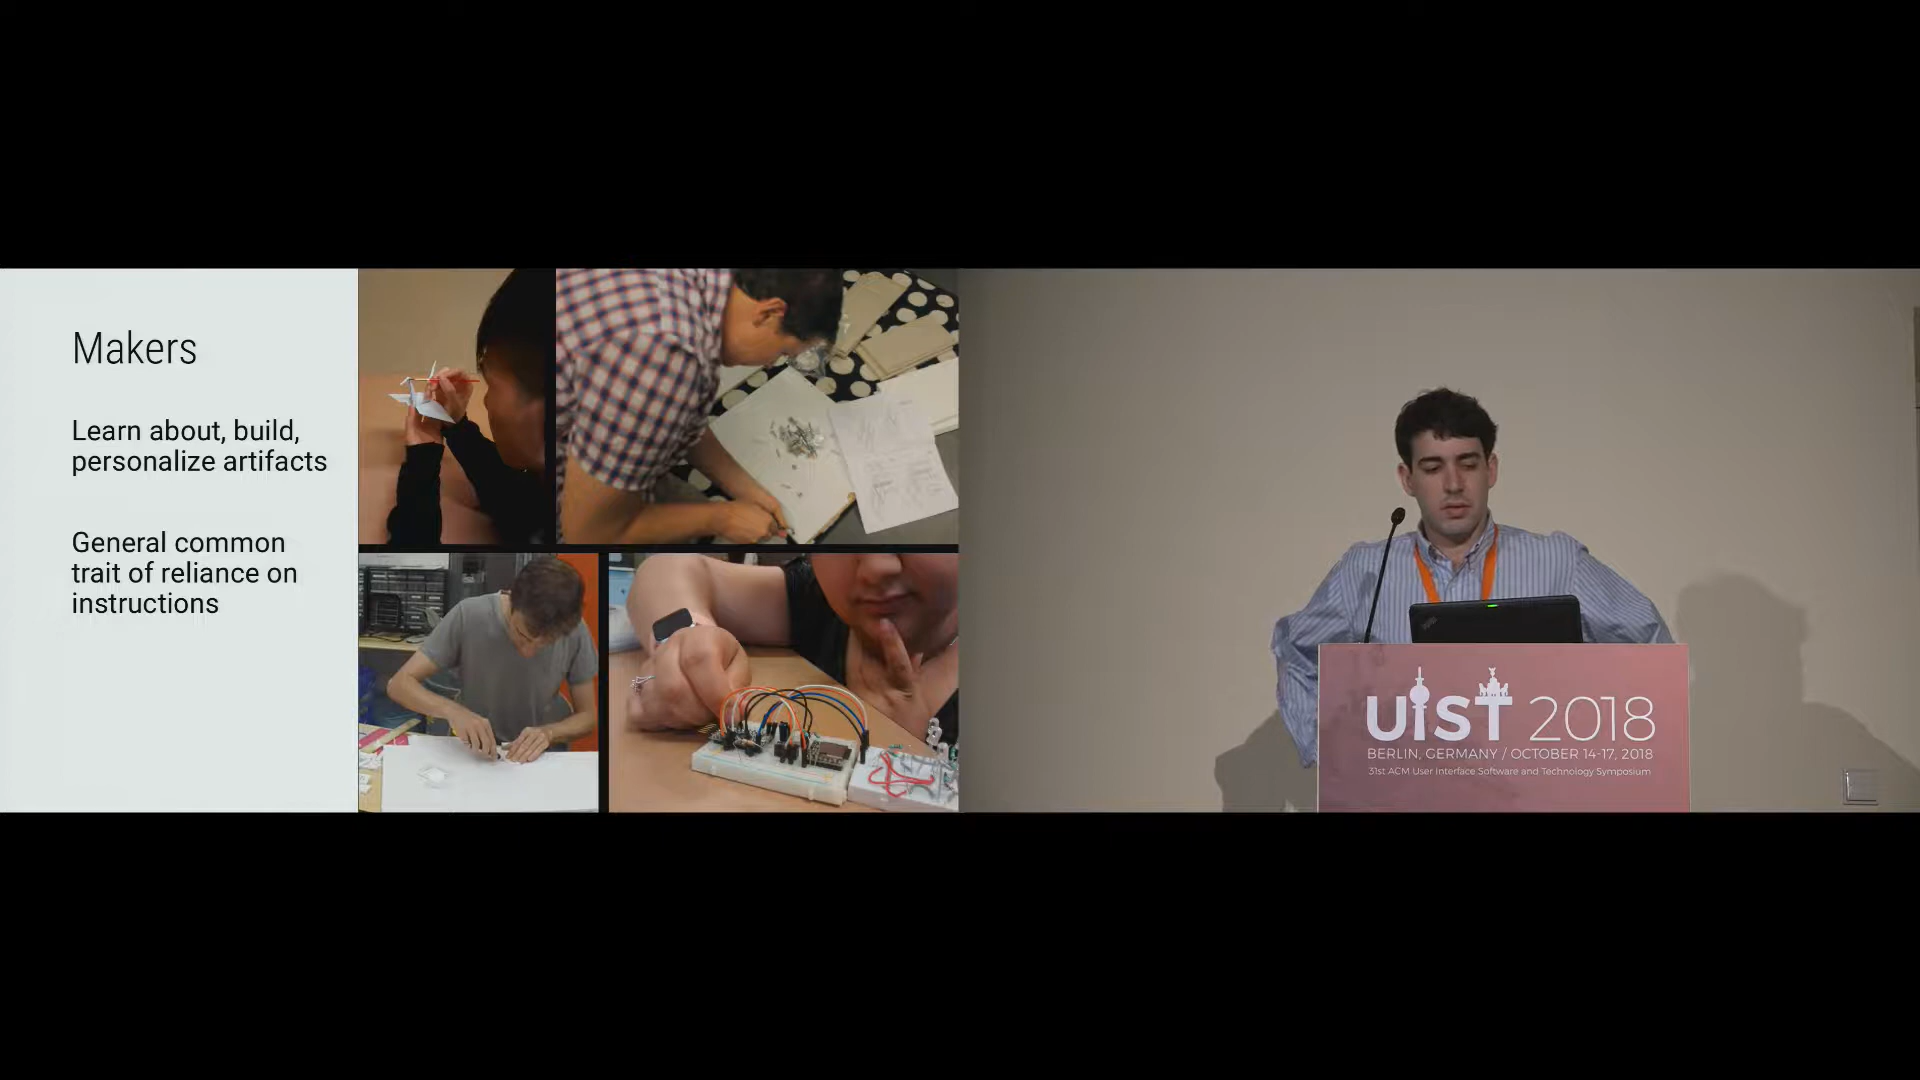 Makers
Learn about, build,
personalize artifacts
General common
trait of reliance on
instructions
UIST 2018
BERLIN, GERMANY / OCTOBER 14-17, 2018
31st ACM User Interface Software and Technology Symposium